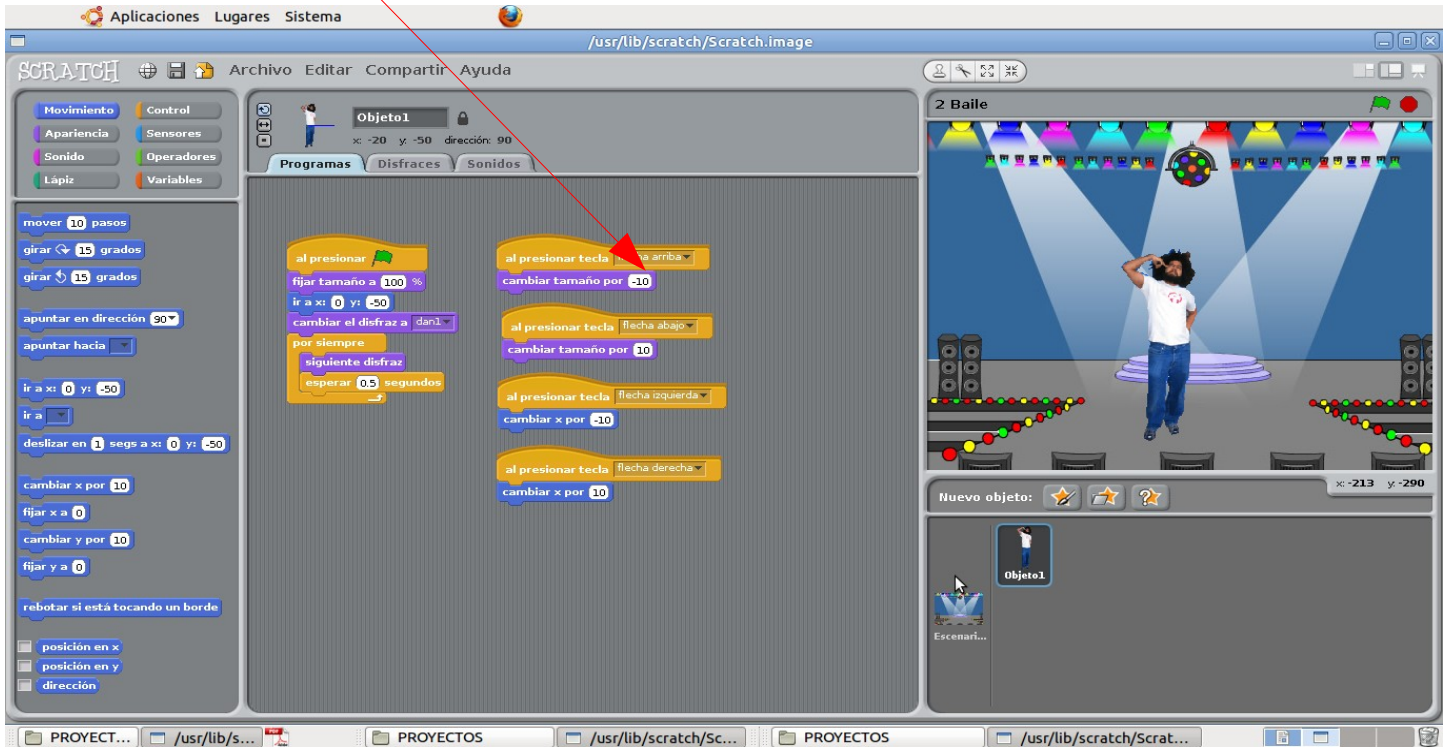 Aplicaciones Lugares Sistema
/usr/lib/scratch/Scratch.image
SCRATCH Archivo Editar Compartir Ayuda
Movimiento Control
Apariencia Sensores
Sonido Operadores
Lápiz Variables
mover 10 pasos
girar 15 grados
girar 15 grados
apuntar en dirección 90
apuntar hacia
ir a x: 0 y: -50
ir a
deslizar en 1 segs a x: 0 y: -50
cambiar x por 10
fijar x a 0
cambiar y por 10
fijar y a 0
rebotar si está tocando un borde
posición en x
posición en y
dirección
Objeto1
x: -20 y: -50 dirección: 90
Programas Disfraces Sonidos
al presionar
fijar tamaño a 100 %
ir a x: 0 y: -50
cambiar el disfraz a dan1
por siempre
siguiente disfraz
esperar 0.5 segundos
al presionar tecla arriba
cambiar tamaño por -10
al presionar tecla flecha abajo
cambiar tamaño por 10
al presionar tecla flecha izquierda
cambiar x por -10
al presionar tecla flecha derecha
cambiar x por 10
2 Baile
x: -213 y: -290
Nuevo objeto:
Objeto1
Escenari...
PROYECT... /usr/lib/s... PROYECTOS /usr/lib/scratch/Sc... PROYECTOS /usr/lib/scratch/Scrat...